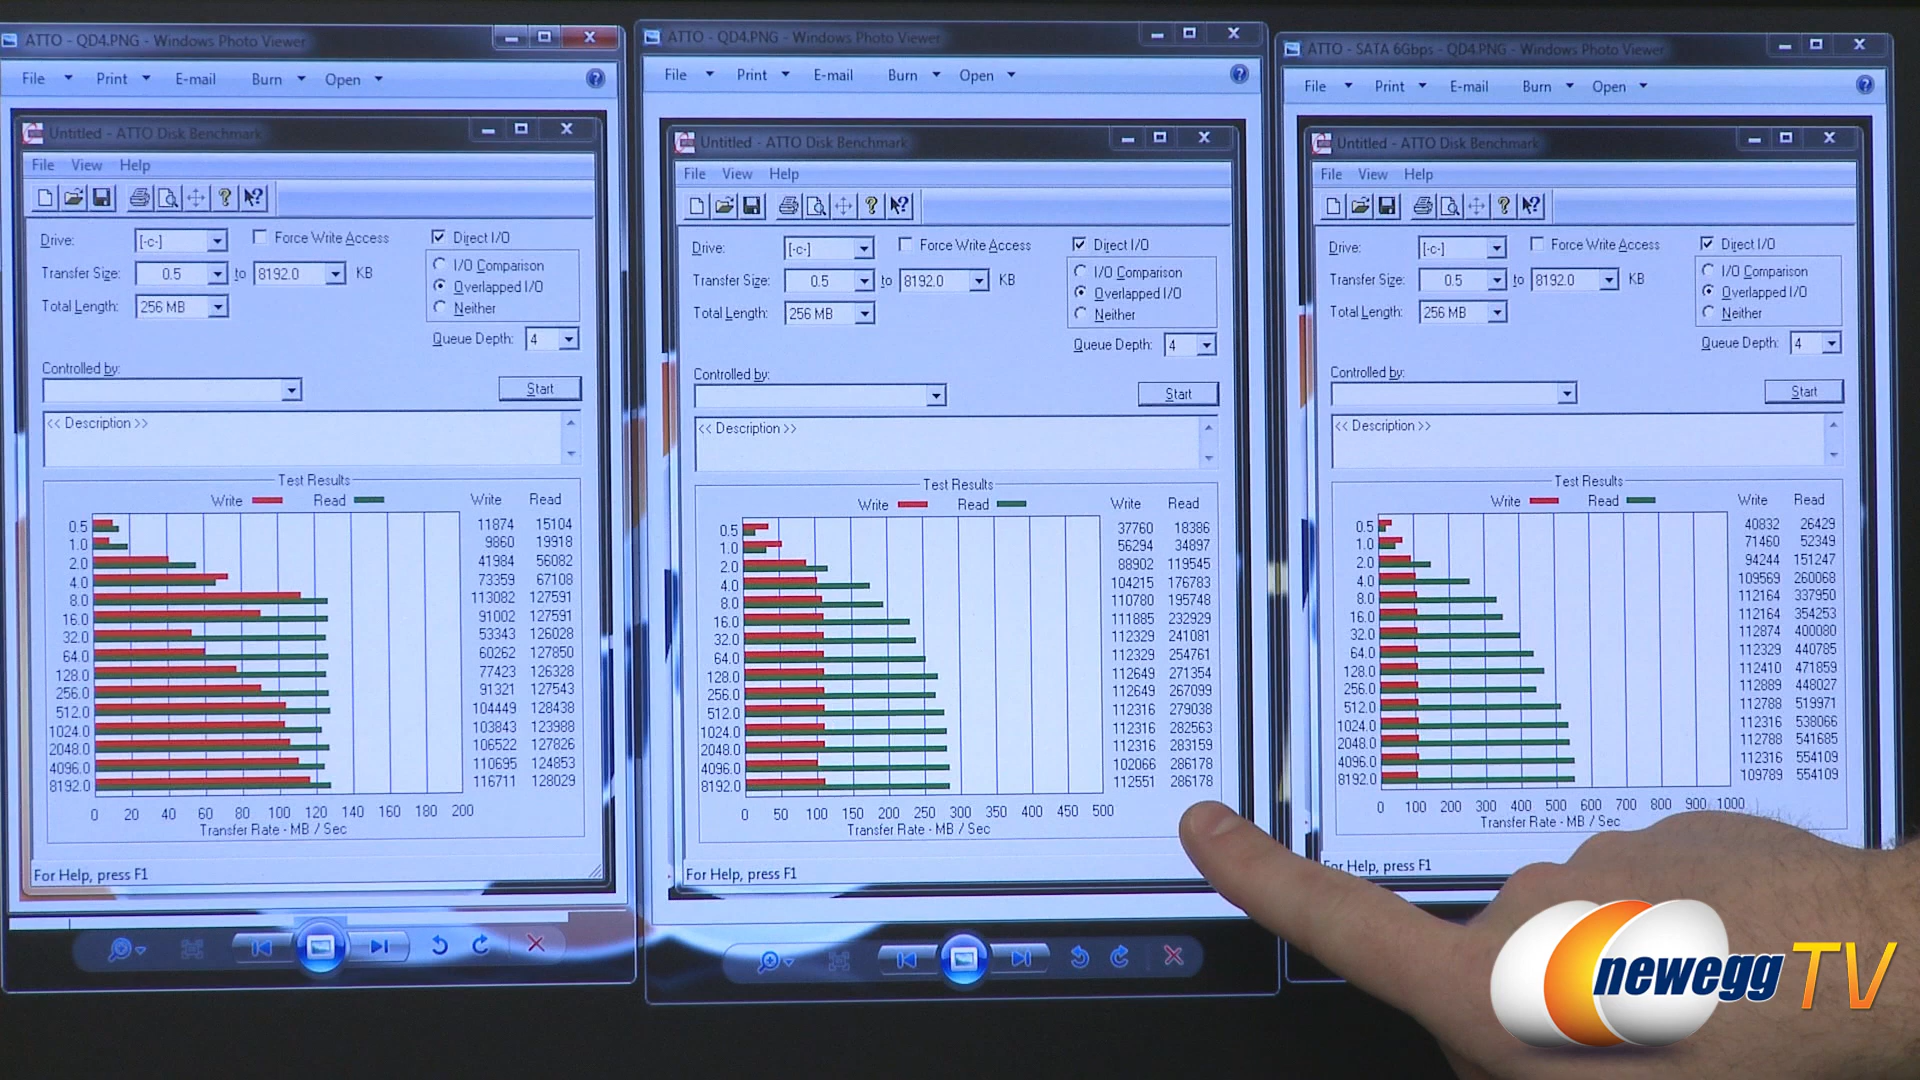 ATTO - QD4.PNG - Windows Photo Viewer
File Print E-mail Burn Open
Untitled - ATTO Disk Benchmark
File View Help
Drive: [-c-] Force Write Access Direct I/O
Transfer Size: 0.5 to 8192.0 KB
I/O Comparison
Overlapped I/O
Neither
Total Length: 256 MB
Queue Depth: 4
Controlled by:
Start
<< Description >>
Test Results
Write Read Write Read
0.5 11874 15104
1.0 9860 19918
2.0 41984 56082
4.0 73359 67108
8.0 113082 127591
16.0 91002 127591
32.0 53343 126028
64.0 60262 127850
128.0 77423 126328
256.0 91321 127543
512.0 104449 128438
1024.0 103843 123988
2048.0 106522 127826
4096.0 110695 124853
8192.0 116711 128029
0 20 40 60 80 100 120 140 160 180 200
Transfer Rate - MB / Sec
For Help, press F1
ATTO - QD4.PNG - Windows Photo Viewer
File Print E-mail Burn Open
Untitled - ATTO Disk Benchmark
File View Help
Drive: [-c-] Force Write Access Direct I/O
Transfer Size: 0.5 to 8192.0 KB
I/O Comparison
Overlapped I/O
Neither
Total Length: 256 MB
Queue Depth: 4
Controlled by:
Start
<< Description >>
Test Results
Write Read Write Read
0.5 37760 18386
1.0 56294 34897
2.0 88902 119545
4.0 104215 176783
8.0 110780 195748
16.0 111885 232929
32.0 112329 241081
64.0 112329 254761
128.0 112649 271354
256.0 112649 267099
512.0 112316 279038
1024.0 112316 282563
2048.0 112316 283159
4096.0 102066 286178
8192.0 112551 286178
0 50 100 150 200 250 300 350 400 450 500
Transfer Rate - MB / Sec
For Help, press F1
ATTO - SATA 6Gbps - QD4.PNG - Windows Photo Viewer
File Print E-mail Burn Open
Untitled - ATTO Disk Benchmark
File View Help
Drive: [-c-] Force Write Access Direct I/O
Transfer Size: 0.5 to 8192.0 KB
I/O Comparison
Overlapped I/O
Neither
Total Length: 256 MB
Queue Depth: 4
Controlled by:
Start
<< Description >>
Test Results
Write Read Write Read
0.5 40832 26429
1.0 71460 52349
2.0 94244 151247
4.0 109569 260068
8.0 112164 337950
16.0 112164 354253
32.0 112874 400080
64.0 112329 440785
128.0 112410 471859
256.0 112889 448027
512.0 112788 519971
1024.0 112316 538066
2048.0 112788 541685
4096.0 112316 554109
8192.0 109789 554109
0 100 200 300 400 500 600 700 800 900 1000
Transfer Rate - MB / Sec
For Help, press F1
newegg TV